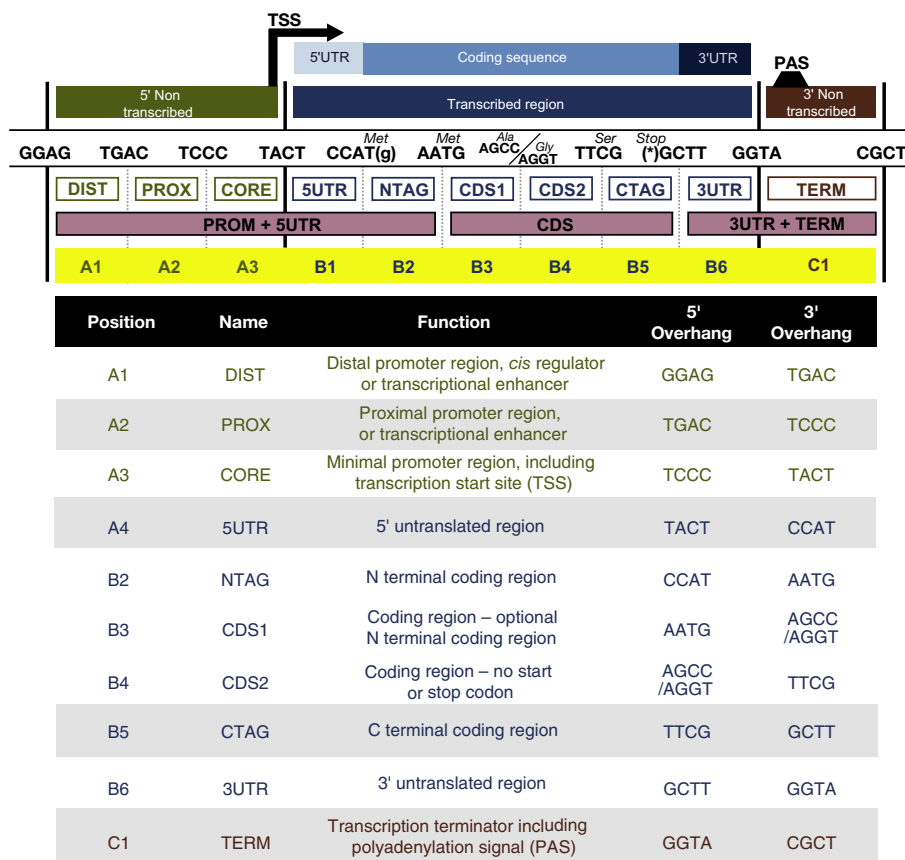 TSS
5'UTR Coding sequence 3'UTR
PAS
5' Non
transcribed
Transcribed region
3' Non
transcribed
Met Met Ala Gly Ser Stop
GGAG TGAC TCCC TACT CCAT(g) AATG AGCC/AGGT TTCG (*)GCTT GGTA CGCT
DIST PROX CORE 5UTR NTAG CDS1 CDS2 CTAG 3UTR TERM
PROM + 5UTR CDS 3UTR + TERM
A1 A2 A3 B1 B2 B3 B4 B5 B6 C1
Position Name Function 5' Overhang 3' Overhang
A1 DIST Distal promoter region, cis regulator
or transcriptional enhancer GGAG TGAC
A2 PROX Proximal promoter region,
or transcriptional enhancer TGAC TCCC
A3 CORE Minimal promoter region, including
transcription start site (TSS) TCCC TACT
A4 5UTR 5' untranslated region TACT CCAT
B2 NTAG N terminal coding region CCAT AATG
B3 CDS1 Coding region – optional
N terminal coding region AATG AGCC
/AGGT
B4 CDS2 Coding region – no start
or stop codon AGCC
/AGGT TTCG
B5 CTAG C terminal coding region TTCG GCTT
B6 3UTR 3' untranslated region GCTT GGTA
C1 TERM Transcription terminator including
polyadenylation signal (PAS) GGTA CGCT